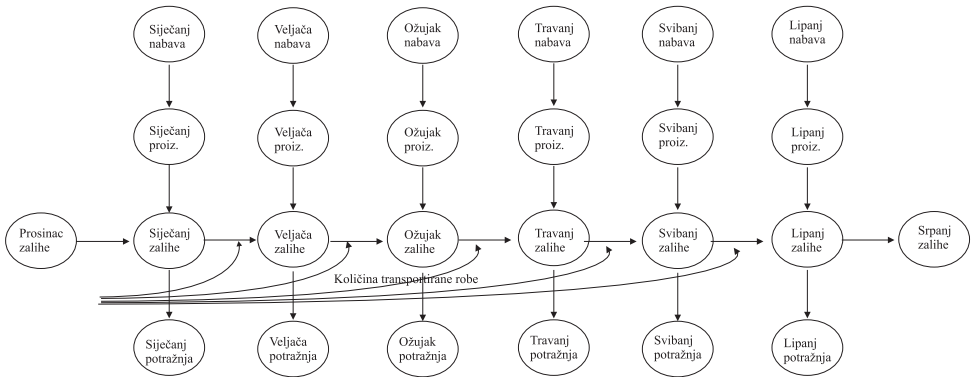 Siječanj
nabava
Veljača
nabava
Ožujak
nabava
Travanj
nabava
Svibanj
nabava
Lipanj
nabava
Siječanj
proiz.
Veljača
proiz.
Ožujak
proiz.
Travanj
proiz.
Svibanj
proiz.
Lipanj
proiz.
Prosinac
zalihe
Siječanj
zalihe
Veljača
zalihe
Ožujak
zalihe
Travanj
zalihe
Svibanj
zalihe
Lipanj
zalihe
Srpanj
zalihe
Količina transportirane robe
Siječanj
potražnja
Veljača
potražnja
Ožujak
potražnja
Travanj
potražnja
Svibanj
potražnja
Lipanj
potražnja